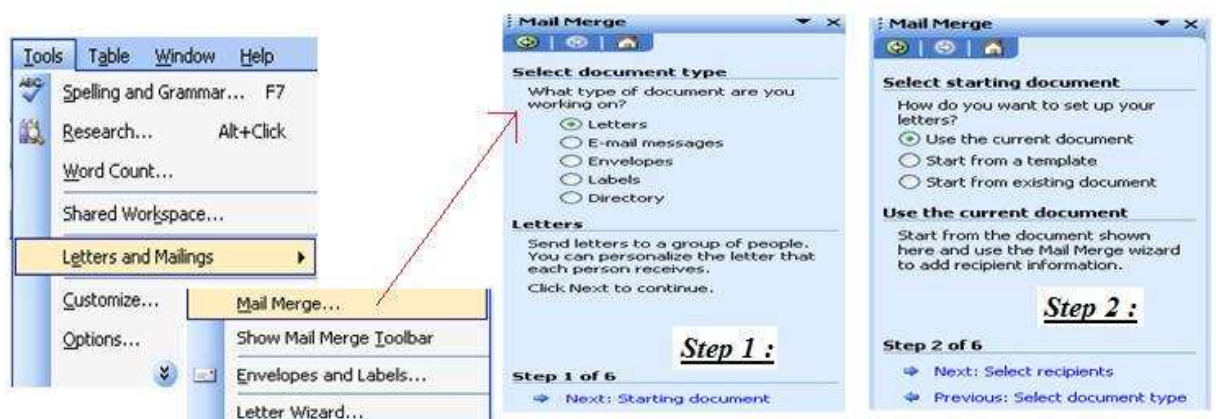 Tools Table Window Help
ABC
Spelling and Grammar... F7
Research... Alt+Click
Word Count...
Shared Workspace...
Letters and Mailings
Customize...
Options...
Mail Merge...
Show Mail Merge Toolbar
Envelopes and Labels...
Letter Wizard...
Mail Merge
Select document type
What type of document are you
working on?
Letters
E-mail messages
Envelopes
Labels
Directory
Letters
Send letters to a group of people.
You can personalize the letter that
each person receives.
Click Next to continue.
Step 1 :
Step 1 of 6
Next: Starting document
Mail Merge
Select starting document
How do you want to set up your
letters?
Use the current document
Start from a template
Start from existing document
Use the current document
Start from the document shown
here and use the Mail Merge wizard
to add recipient information.
Step 2 :
Step 2 of 6
Next: Select recipients
Previous: Select document type